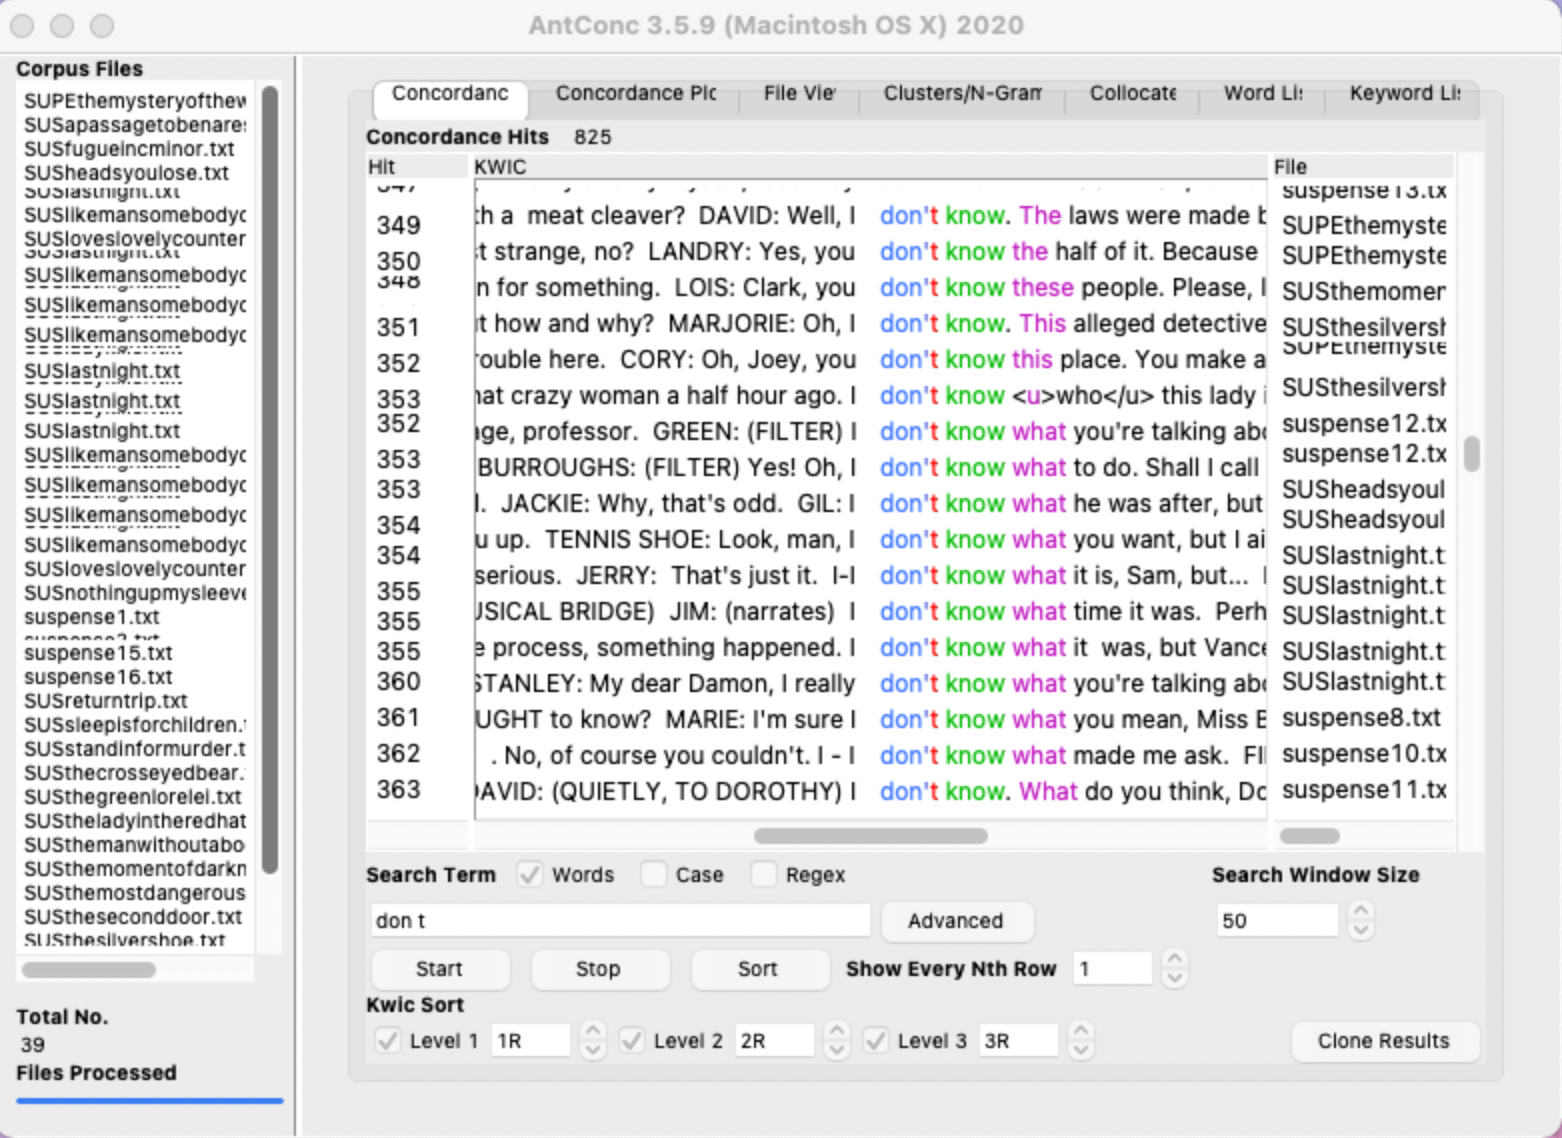 AntConc 3.5.9 (Macintosh OS X) 2020
Corpus Files
SUPEthemysteryofthew
SUSapassagetobenares
SUSfugueincminor.txt
SUSheadsyoulose.txt
SUSlastnight.txt
SUSlikemansomebodyc
SUSloveslovelycounter
SUSlastnight.txt
SUSlikemansomebodyc
SUSlikemansomebodyc
SUSlikemansomebodyc
SUSlastnight.txt
SUSlastnight.txt
SUSlastnight.txt
SUSlikemansomebodyc
SUSlikemansomebodyc
SUSlikemansomebodyc
SUSlikemansomebodyc
SUSloveslovelycounter
SUSnothingupmysleeve
suspense1.txt
suspense15.txt
suspense16.txt
SUSreturntrip.txt
SUSsleepisforchildren.t
SUSstandinformurder.t
SUSthecrosseyedbear.
SUSthegreenlorelei.txt
SUStheladyintheredhat
SUSthemanwithoutabo
SUSthemomentofdarkn
SUSthemostdangerous
SUStheseconddoor.txt
SUSthesilvershoe.txt
Total No.
39
Files Processed
Concordanc Concordance Plo File Vie Clusters/N-Gram Collocate Word Li Keyword Li
Concordance Hits 825
Hit KWIC File
347 suspense13.tx
349 th a meat cleaver? DAVID: Well, I don't know. The laws were made b SUPEthemyste
350 t strange, no? LANDRY: Yes, you don't know the half of it. Because SUPEthemyste
348 n for something. LOIS: Clark, you don't know these people. Please, I SUSthemomen
351 t how and why? MARJORIE: Oh, I don't know. This alleged detective SUSthesilversh
SUPEthemyste
352 rouble here. CORY: Oh, Joey, you don't know this place. You make a
353 nat crazy woman a half hour ago. I don't know <u>who</u> this lady i SUSthesilversh
352 ge, professor. GREEN: (FILTER) I don't know what you're talking abo suspense12.tx
353 BURROUGHS: (FILTER) Yes! Oh, I don't know what to do. Shall I call suspense12.tx
353 l. JACKIE: Why, that's odd. GIL: I don't know what he was after, but SUSheadsyoul
354 u up. TENNIS SHOE: Look, man, I don't know what you want, but I ai SUSheadsyoul
354 serious. JERRY: That's just it. I-I don't know what it is, Sam, but... SUSlastnight.t
355 USICAL BRIDGE) JIM: (narrates) I don't know what time it was. Perh SUSlastnight.t
355 SUSlastnight.t
355 e process, something happened. I don't know what it was, but Vance SUSlastnight.t
360 STANLEY: My dear Damon, I really don't know what you're talking abo SUSlastnight.t
361 UGHT to know? MARIE: I'm sure I don't know what you mean, Miss B suspense8.txt
362 . No, of course you couldn't. I - I don't know what made me ask. FI suspense10.tx
363 DAVID: (QUIETLY, TO DOROTHY) I don't know. What do you think, Do suspense11.tx
Search Term Words Case Regex Search Window Size
don t Advanced 50
Start Stop Sort Show Every Nth Row 1
Kwic Sort
Level 1 1R Level 2 2R Level 3 3R Clone Results